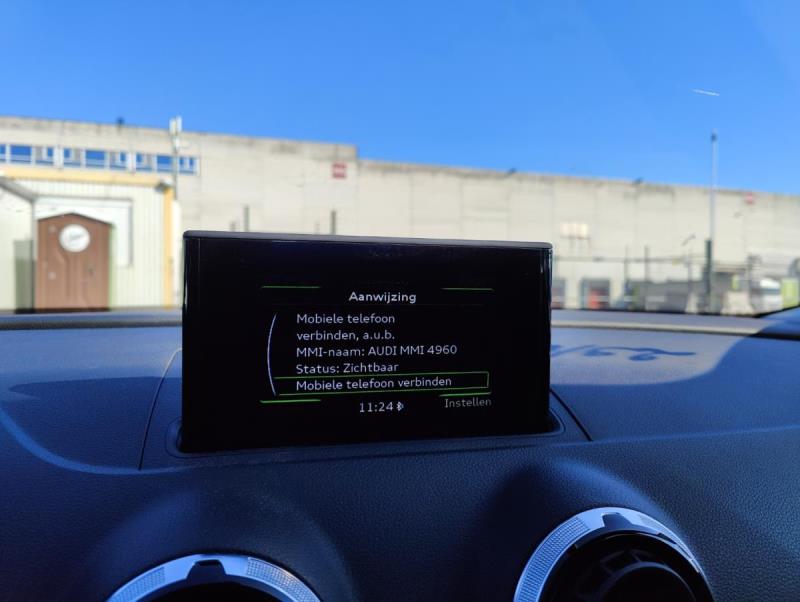 Aanwijzing
Mobiele telefoon
verbinden, a.u.b.
MMI-naam: AUDI MMI 4960
Status: Zichtbaar
Mobiele telefoon verbinden
11:24
Instellen